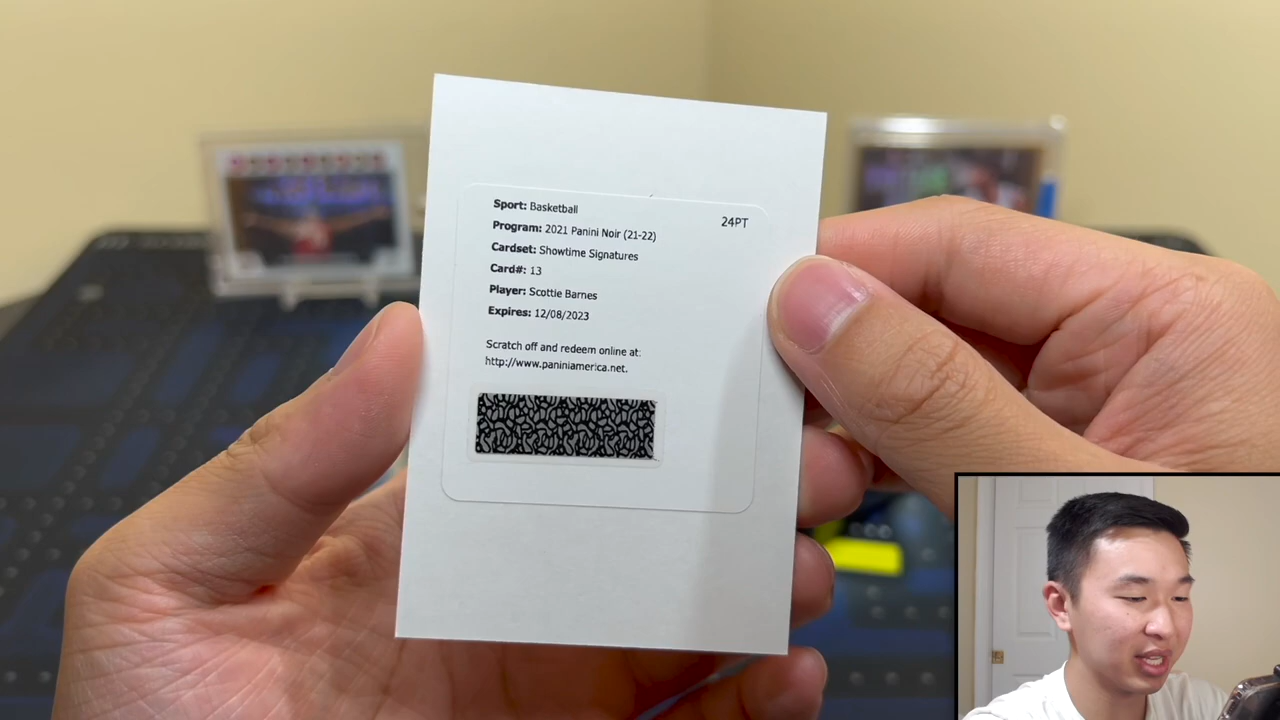 Sport: Basketball
24PT
Program: 2021 Panini Noir (21-22)
Cardset: Showtime Signatures
Card#: 13
Player: Scottie Barnes
Expires: 12/08/2023
Scratch off and redeem online at:
http://www.paniniamerica.net.